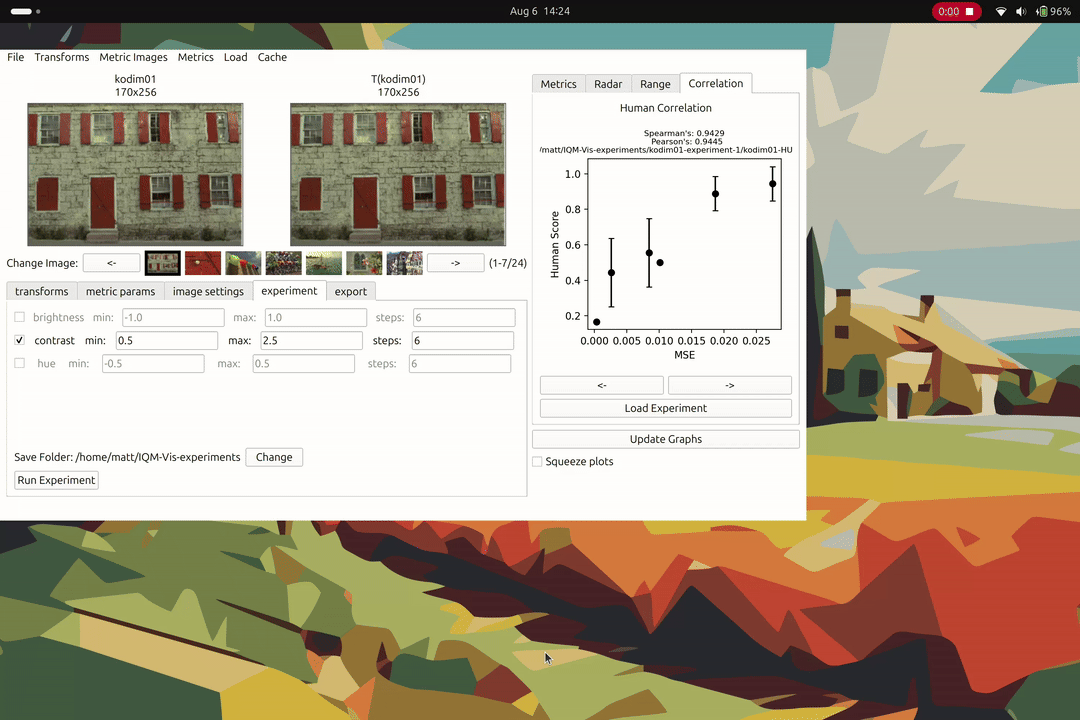 Aug 6 14:24
0:00
96%
File Transforms Metric Images Metrics Load Cache
kodim01
170x256
T(kodim01)
170x256
Change Image:
<-
->
(1-7/24)
transforms metric params image settings experiment export
brightness min: -1.0 max: 1.0 steps: 6
contrast min: 0.5 max: 2.5 steps: 6
hue min: -0.5 max: 0.5 steps: 6
Save Folder: /home/matt/IQM-Vis-experiments Change
Run Experiment
Metrics Radar Range Correlation
Human Correlation
Spearman's: 0.9429
Pearson's: 0.9445
/matt/IQM-Vis-experiments/kodim01-experiment-1/kodim01-HU
Human Score
1.0
0.8
0.6
0.4
0.2
0.000 0.005 0.010 0.015 0.020 0.025
MSE
<- ->
Load Experiment
Update Graphs
Squeeze plots